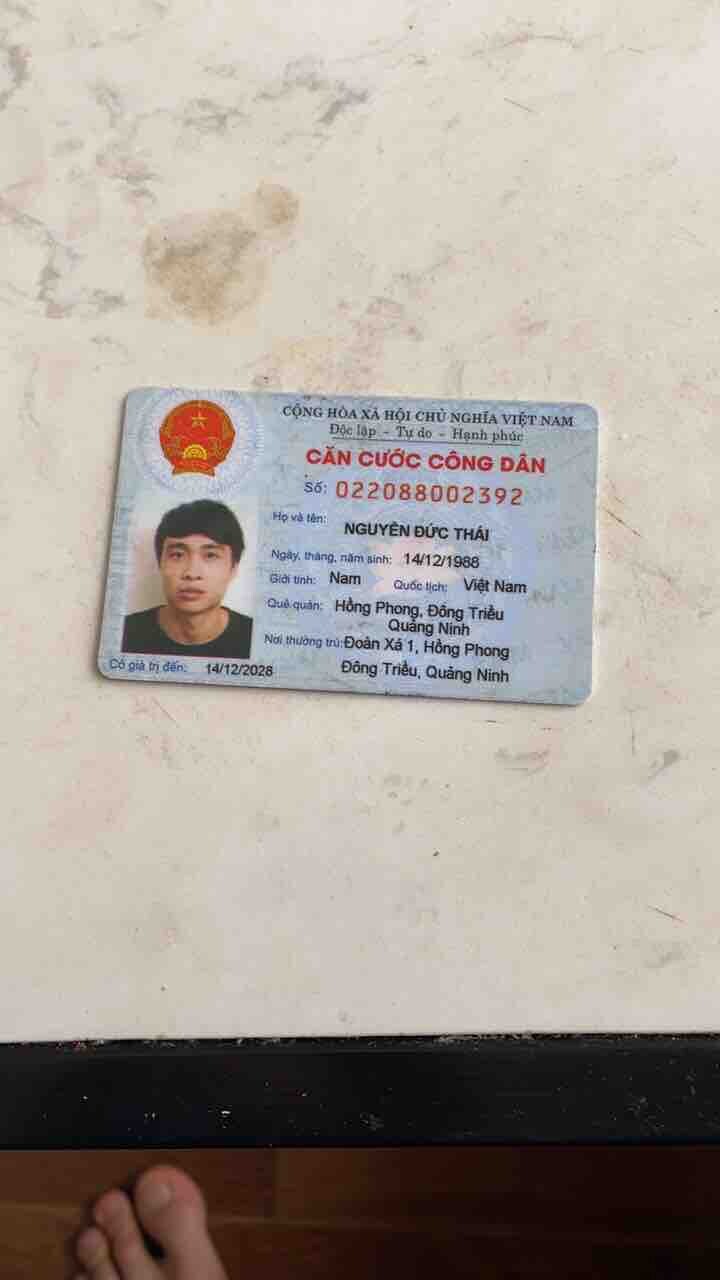 CỘNG HÒA XÃ HỘI CHỦ NGHĨA VIỆT NAM
Độc lập - Tự do - Hạnh phúc
CĂN CƯỚC CÔNG DÂN
Số: 022088002392
Họ và tên:
NGUYỄN ĐỨC THÁI
Ngày, tháng, năm sinh: 14/12/1988
Giới tính: Nam Quốc tịch: Việt Nam
Quê quán: Hồng Phong, Đông Triều
Quảng Ninh
Nơi thường trú: Đoàn Xá 1, Hồng Phong
Đông Triều, Quảng Ninh
Có giá trị đến: 14/12/2028